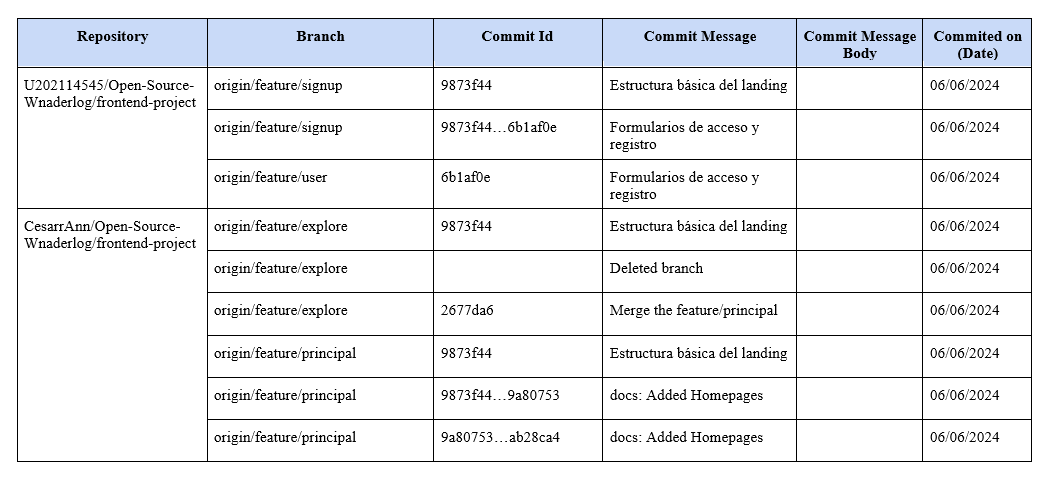 Repository Branch Commit Id Commit Message Commit Message Body Commited on (Date)
U202114545/Open-Source-Wnaderlog/frontend-project origin/feature/signup 9873f44 Estructura básica del landing 06/06/2024
origin/feature/signup 9873f44…6b1af0e Formularios de acceso y registro 06/06/2024
origin/feature/user 6b1af0e Formularios de acceso y registro 06/06/2024
CesarrAnn/Open-Source-Wnaderlog/frontend-project origin/feature/explore 9873f44 Estructura básica del landing 06/06/2024
origin/feature/explore Deleted branch 06/06/2024
origin/feature/explore 2677da6 Merge the feature/principal 06/06/2024
origin/feature/principal 9873f44 Estructura básica del landing 06/06/2024
origin/feature/principal 9873f44…9a80753 docs: Added Homepages 06/06/2024
origin/feature/principal 9a80753…ab28ca4 docs: Added Homepages 06/06/2024